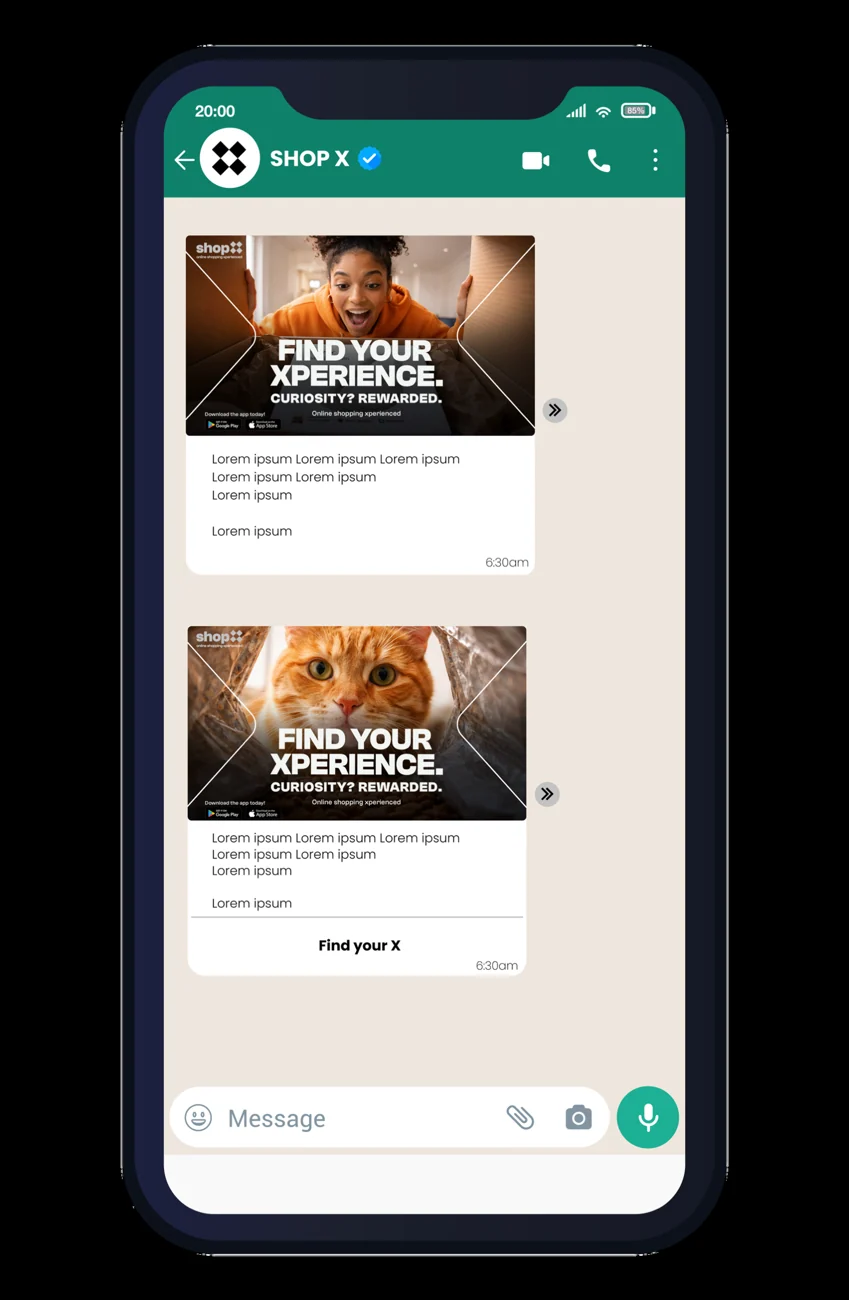 20:00
85%
SHOP X
shop
online shopping xperienced
FIND YOUR
XPERIENCE.
CURIOSITY? REWARDED.
Download the app today!
Online shopping xperienced
Google Play
App Store
Lorem ipsum Lorem ipsum Lorem ipsum
Lorem ipsum Lorem ipsum
Lorem ipsum
Lorem ipsum
6:30am
shop
online shopping xperienced
FIND YOUR
XPERIENCE.
CURIOSITY? REWARDED.
Download the app today!
Online shopping xperienced
Google Play
App Store
Lorem ipsum Lorem ipsum Lorem ipsum
Lorem ipsum Lorem ipsum
Lorem ipsum
Lorem ipsum
Find your X
6:30am
Message